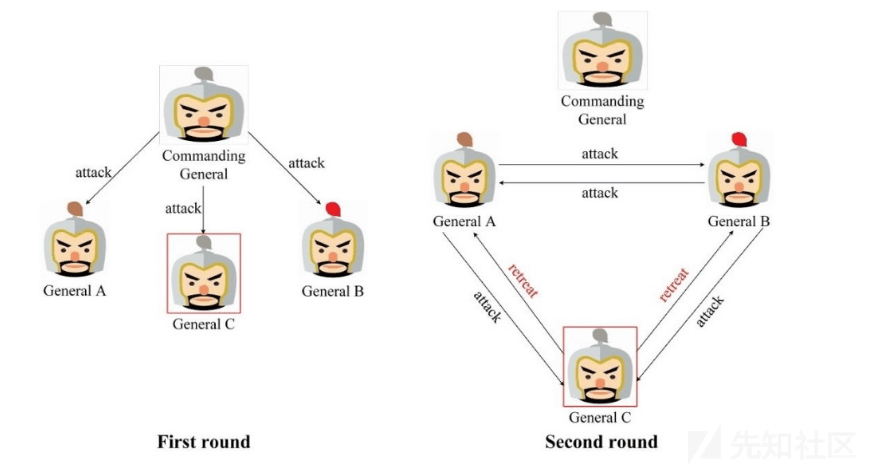 Commanding
General
attack
attack
attack
General A
General C
General B
First round
Commanding
General
attack
attack
General A
General B
retreat
attack
retreat
attack
General C
Second round
先知社区